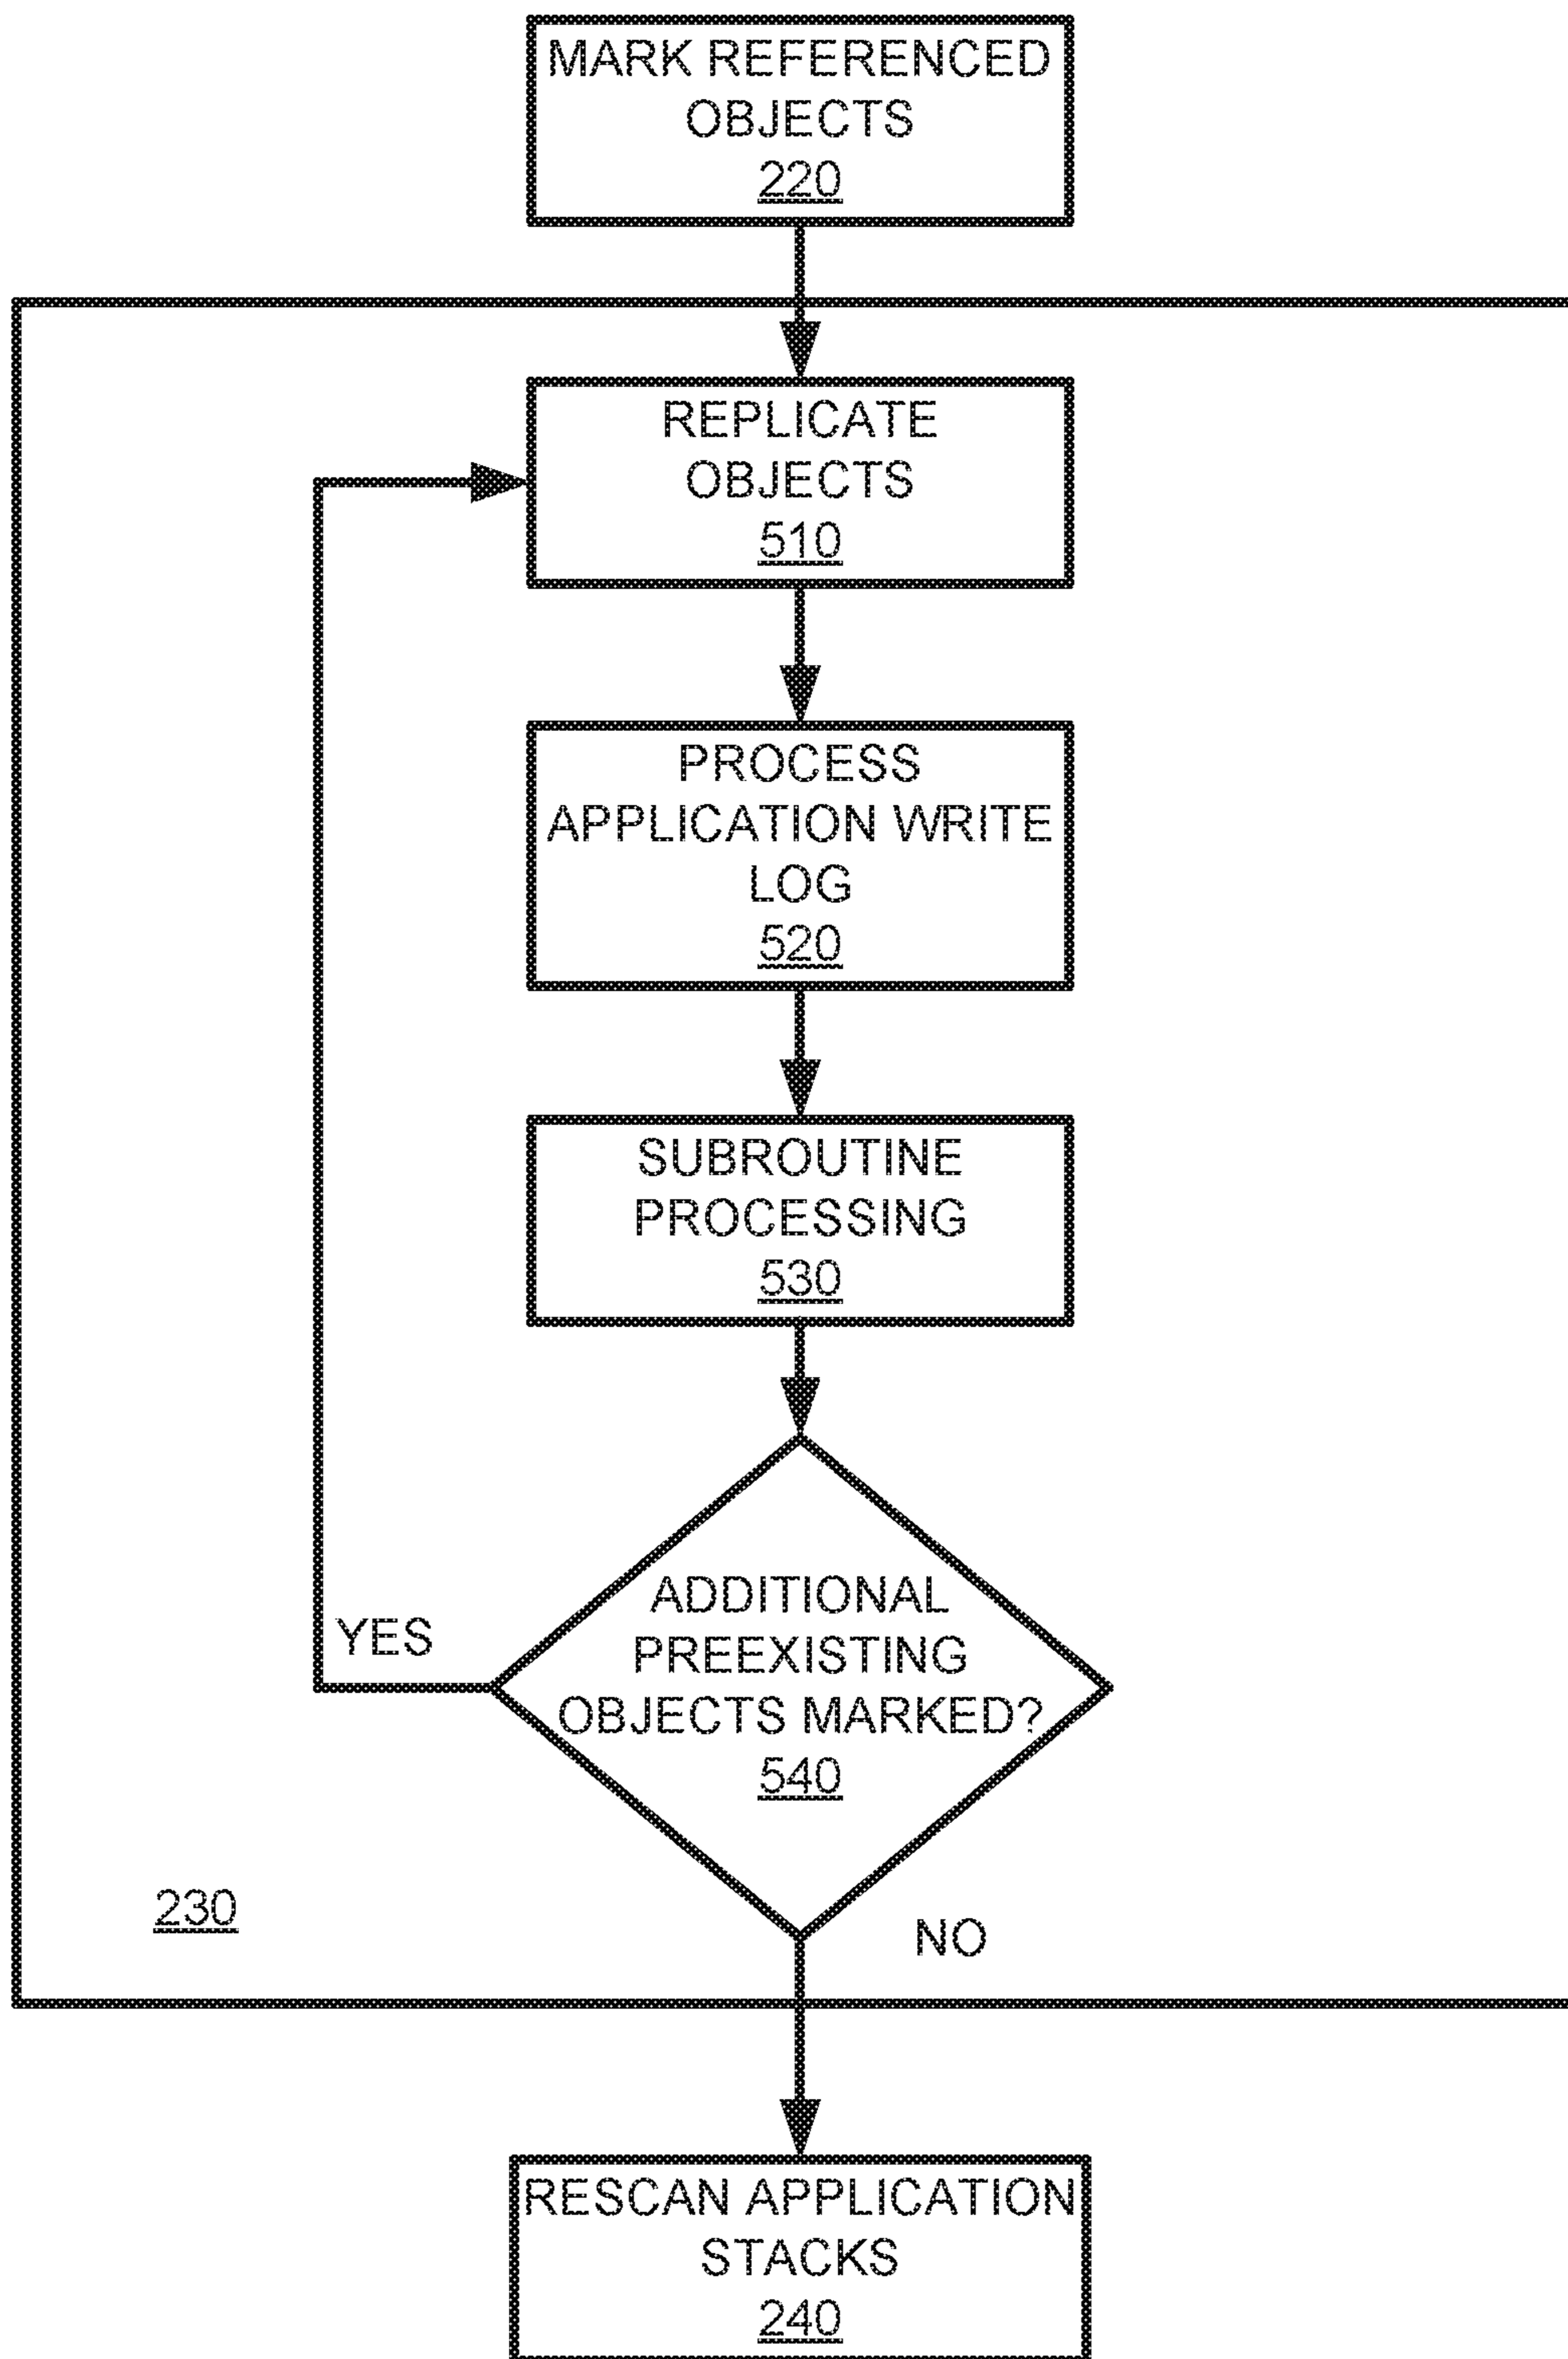 MARK REFERENCED
OBJECTS
220
REPLICATE
OBJECTS
510
PROCESS
APPLICATION WRITE
LOG
520
SUBROUTINE
PROCESSING
530
ADDITIONAL
PREEXISTING
OBJECTS MARKED?
540
YES
230
NO
RESCAN APPLICATION
STACKS
240